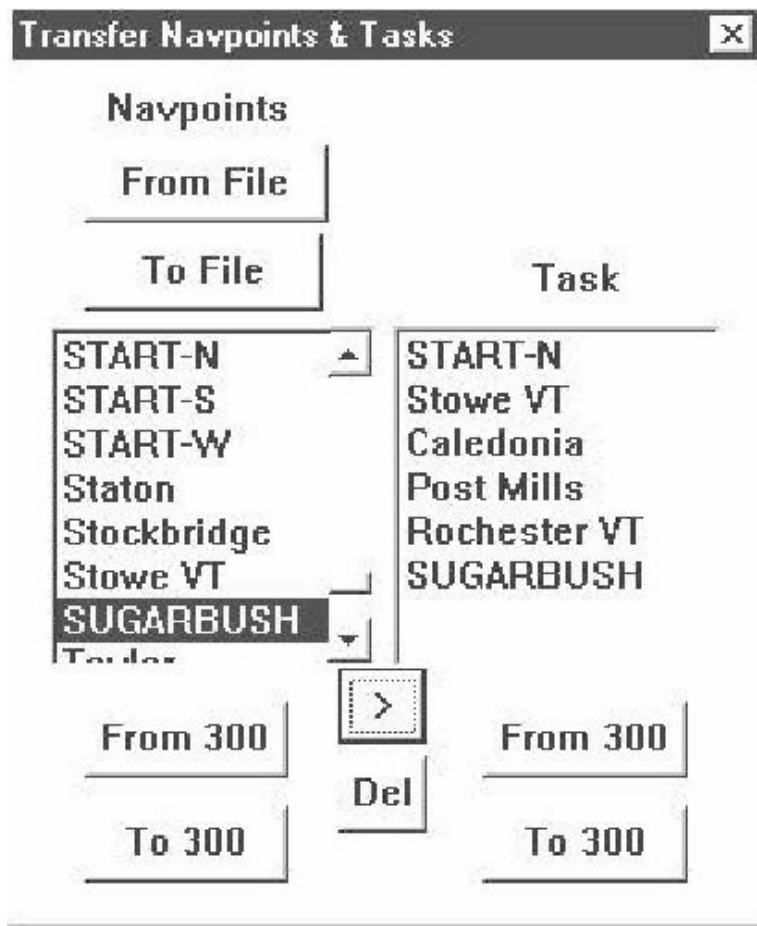 Transfer Navpoints & Tasks
Navpoints
From File
To File
START-N
START-S
START-W
Staton
Stockbridge
Stowe VT
SUGARBUSH
Task
START-N
Stowe VT
Caledonia
Post Mills
Rochester VT
SUGARBUSH
>
Del
From 300
To 300
From 300
To 300